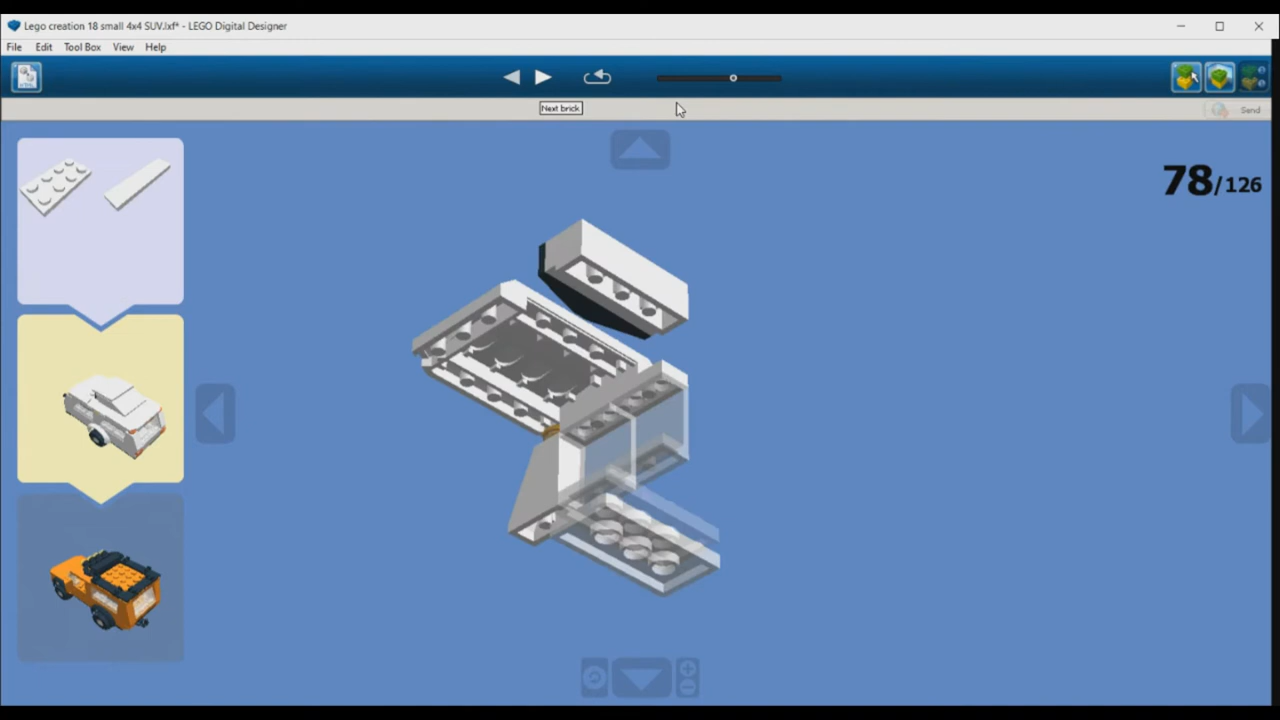 Lego creation 18 small 4x4 SUV.lxf* - LEGO Digital Designer
File Edit Tool Box View Help
Next brick
Send
78/126